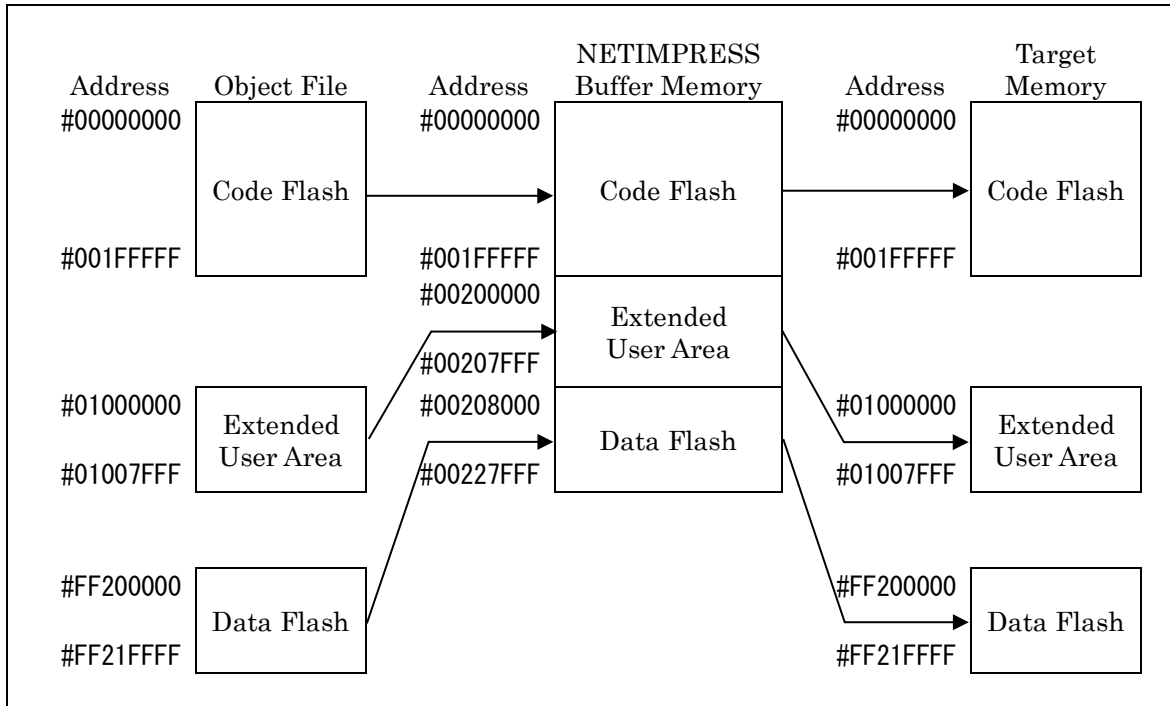 NETIMPRESS
Target
Address
Object File
Address
Buffer Memory
Address
Memory
#00000000
#00000000
#00000000
Code Flash
Code Flash
Code Flash
#001FFFFF
#001FFFFF
#001FFFFF
#00200000
Extended
User Area
#00207FFF
#01000000
#00208000
#01000000
Extended
User Area
Data Flash
Extended
User Area
#01007FFF
#00227FFF
#01007FFF
#FF200000
#FF200000
Data Flash
Data Flash
#FF21FFFF
#FF21FFFF